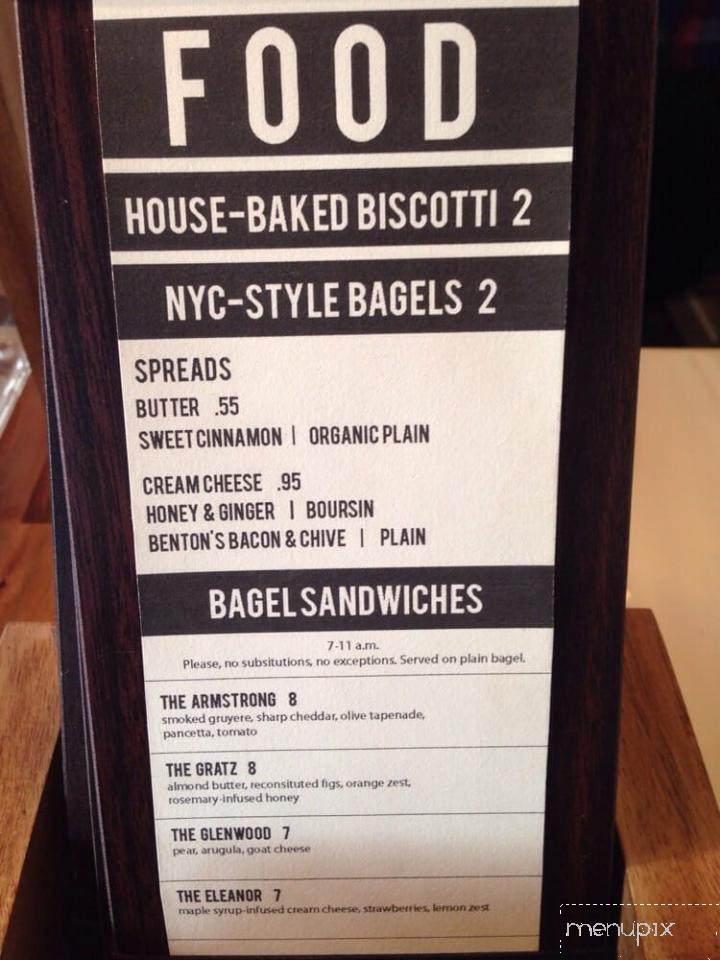 FOOD
HOUSE-BAKED BISCOTTI 2
NYC-STYLE BAGELS 2
SPREADS
BUTTER .55
SWEET CINNAMON | ORGANIC PLAIN
CREAM CHEESE .95
HONEY & GINGER | BOURSIN
BENTON'S BACON & CHIVE | PLAIN
BAGEL SANDWICHES
7-11 a.m.
Please, no subsitutions, no exceptions. Served on plain bagel.
THE ARMSTRONG 8
smoked gruyere, sharp cheddar, olive tapenade,
pancetta, tomato
THE GRATZ 8
almond butter, reconsituted figs, orange zest,
rosemary-infused honey
THE GLENWOOD 7
pear, arugula, goat cheese
THE ELEANOR 7
maple syrup-infused cream cheese, strawberries, lemon zest
menupix